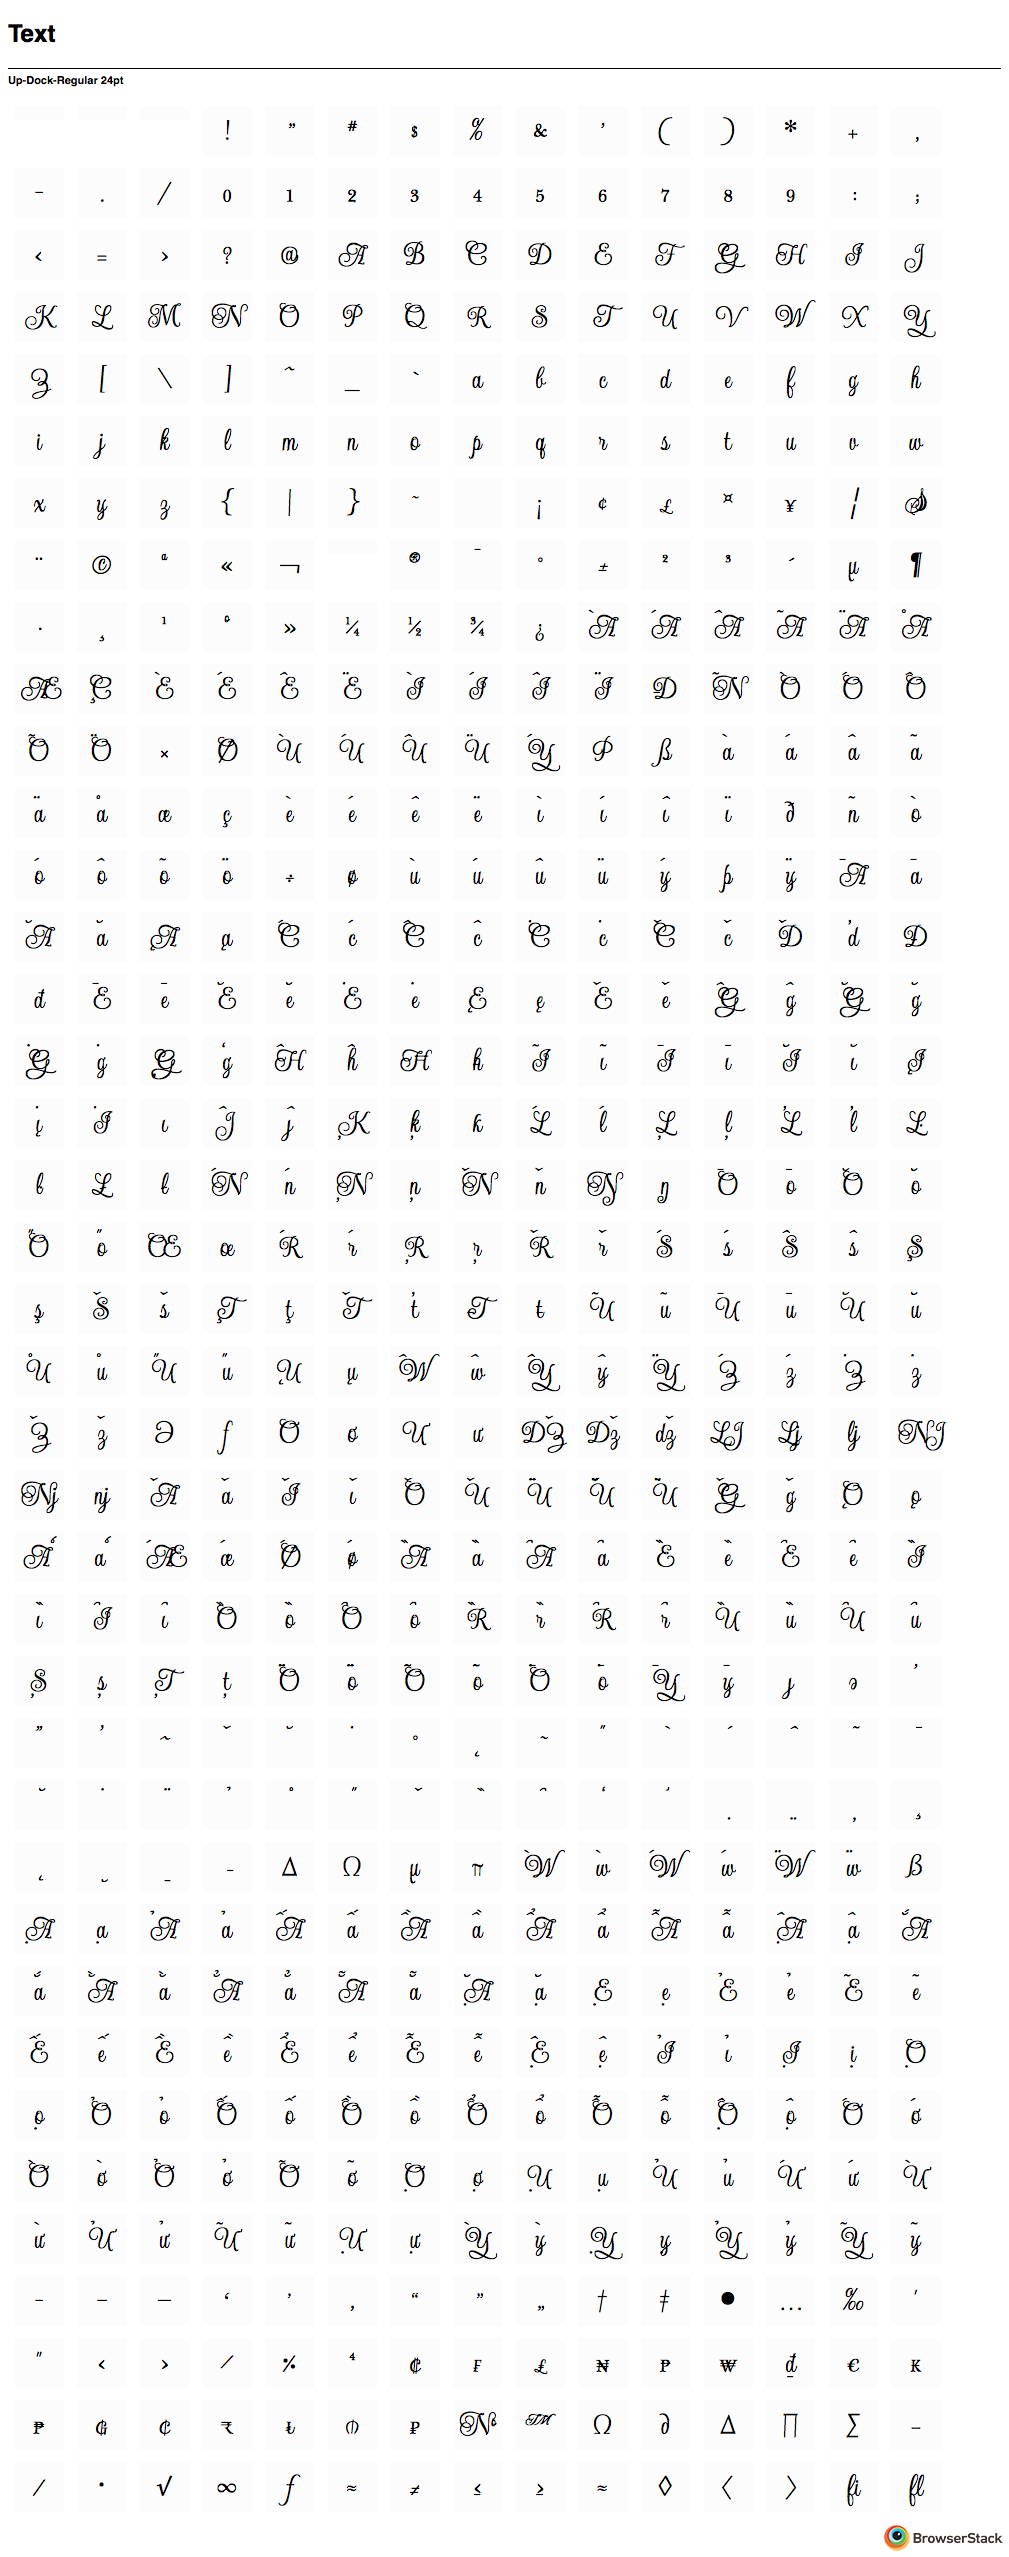 Text
Up-Dock-Regular 24pt
! " # $ % & ' ( ) * + ,
- . / 0 1 2 3 4 5 6 7 8 9 : ;
< = > ? @ A B C D E F G H I J
K L M N O P Q R S T U V W X Y
Z [ \ ] ^ _ ` a b c d e f g h
i j k l m n o p q r s t u v w
x y z { | } ~ ¡ ¢ £ ¤ ¥ ¦ §
¨ © ª « ¬ ® ¯ ° ± ² ³ ´ µ ¶
· ¸ ¹ º » ¼ ½ ¾ ¿ À Á Â Ã Ä Å
Æ Ç È É Ê Ë Ì Í Î Ï Ð Ñ Ò Ó Ô
Õ Ö × Ø Ù Ú Û Ü Ý Þ ß à á â ã
ä å æ ç è é ê ë ì í î ï ð ñ ò
ó ô õ ö ÷ ø ù ú û ü ý þ ÿ Ā ā
Ă ă Ą ą Ć ć Ĉ ĉ Ċ ċ Č č Ď ď Đ
đ Ē ē Ĕ ĕ Ė ė Ę ę Ě ě Ĝ ĝ Ğ ğ
Ġ ġ Ģ ģ Ĥ ĥ Ħ ħ Ĩ ĩ Ī ī Ĭ ĭ Į
į İ ı Ĵ ĵ Ķ ķ ĸ Ĺ ĺ Ļ ļ Ľ ľ Ŀ
ŀ Ł ł Ń ń Ņ ņ Ň ň Ŋ ŋ Ō ō Ŏ ŏ
Ő ő Œ œ Ŕ ŕ Ŗ ŗ Ř ř Ś ś Ŝ ŝ Ş
ş Š š Ţ ţ Ť ť Ŧ ŧ Ũ ũ Ū ū Ŭ ŭ
Ů ů Ű ű Ų ų Ŵ ŵ Ŷ ŷ Ÿ Ź ź Ż ż
Ž ž Ə ƒ Ơ ơ Ư ư Ǆ ǅ ǆ Ǉ ǈ ǉ Ǌ
ǋ ǌ Ǎ ǎ Ǐ ǐ Ǒ Ǔ Ǖ Ǘ Ǚ Ǧ ǧ Ǫ ǫ
Ǻ ǻ Ǽ ǽ Ǿ ǿ Ȁ ȁ Ȃ ȃ Ȅ ȅ Ȇ ȇ Ȉ
ȉ Ȋ ȋ Ȍ ȍ Ȏ ȏ Ȑ ȑ Ȓ ȓ Ȕ ȕ Ȗ ȗ
Ș ș Ț ț Ȫ ȫ Ȭ ȭ Ȱ ȱ Ȳ ȳ ȷ ə ʼ
Δ Ω μ π Ẁ ẁ Ẃ ẃ Ẅ ẅ ẞ
Ạ ạ Ả ả Ấ ấ Ầ ầ Ẩ ẩ Ẫ ẫ Ậ ậ Ắ
ắ Ằ ằ Ẳ ẳ Ẵ ẵ Ặ ặ Ẹ ẹ Ẻ ẻ Ẽ ẽ
Ế ế Ề ề Ể ể Ễ ễ Ệ ệ Ỉ ỉ Ị ị Ọ
ọ Ỏ ỏ Ố ố Ồ ồ Ổ ổ Ỗ ỗ Ộ ộ Ớ ớ
Ờ ờ Ở ở Ỡ ỡ Ợ ợ Ụ ụ Ủ ủ Ứ ứ Ừ
ừ Ử ử Ữ ữ Ự ự Ỳ ỳ Ỵ ỵ Ỷ ỷ Ỹ ỹ
‒ – — ‘ ’ ‚ “ ” „ † ‡ • … ‰ ′
″ ‹ › ⁄ ⁒ ⁴ ₡ ₣ ₤ ₦ ₱ ₩ ₫ € ₭
₱ ₲ ₵ ₹ ₺ ₼ ₽ № ™ Ω ∂ ∆ ∏ ∑ −
∕ ∙ √ ∞ ∫ ≈ ≠ ≤ ≥ ≈ ◊ 〈 〉 fi fl
BrowserStack